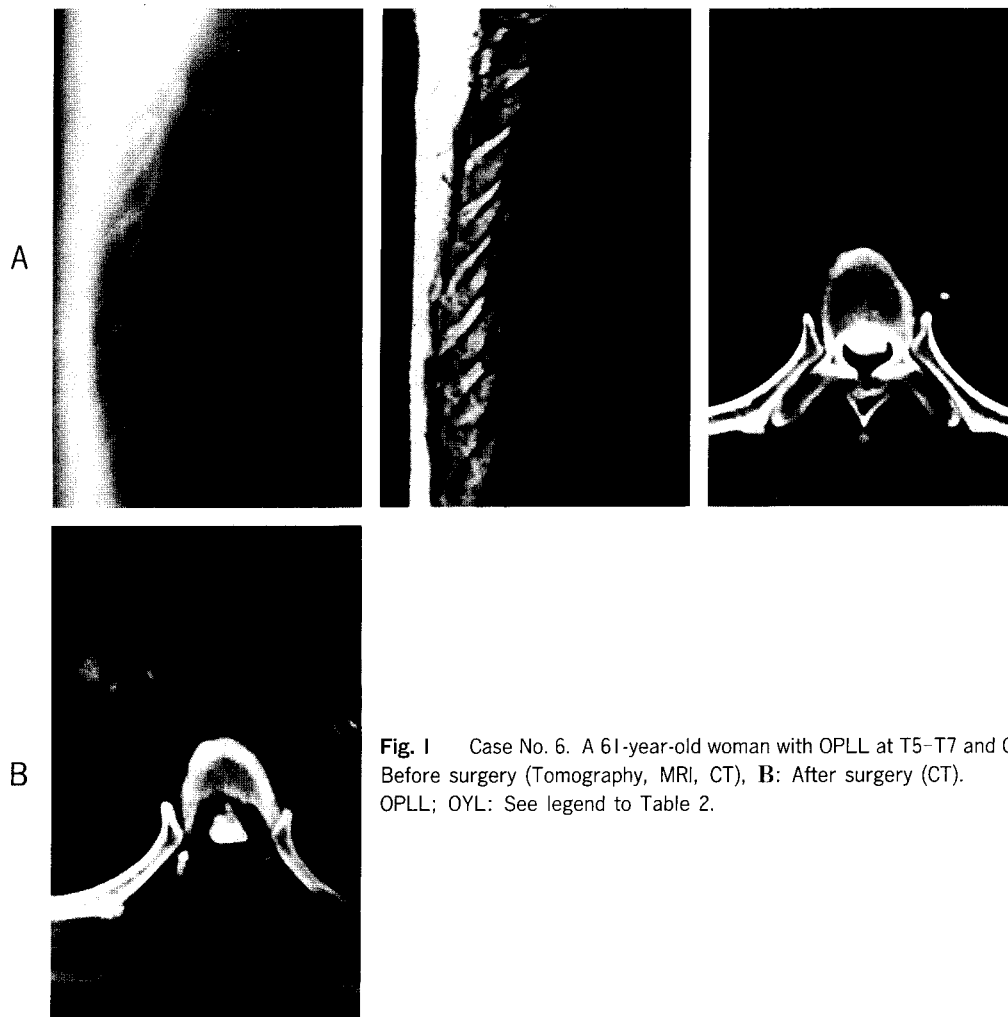 A
B
Fig. 1 Case No. 6. A 61-year-old woman with OPLL at T5–T7 and
Before surgery (Tomography, MRI, CT), B: After surgery (CT).
OPLL; OYL: See legend to Table 2.